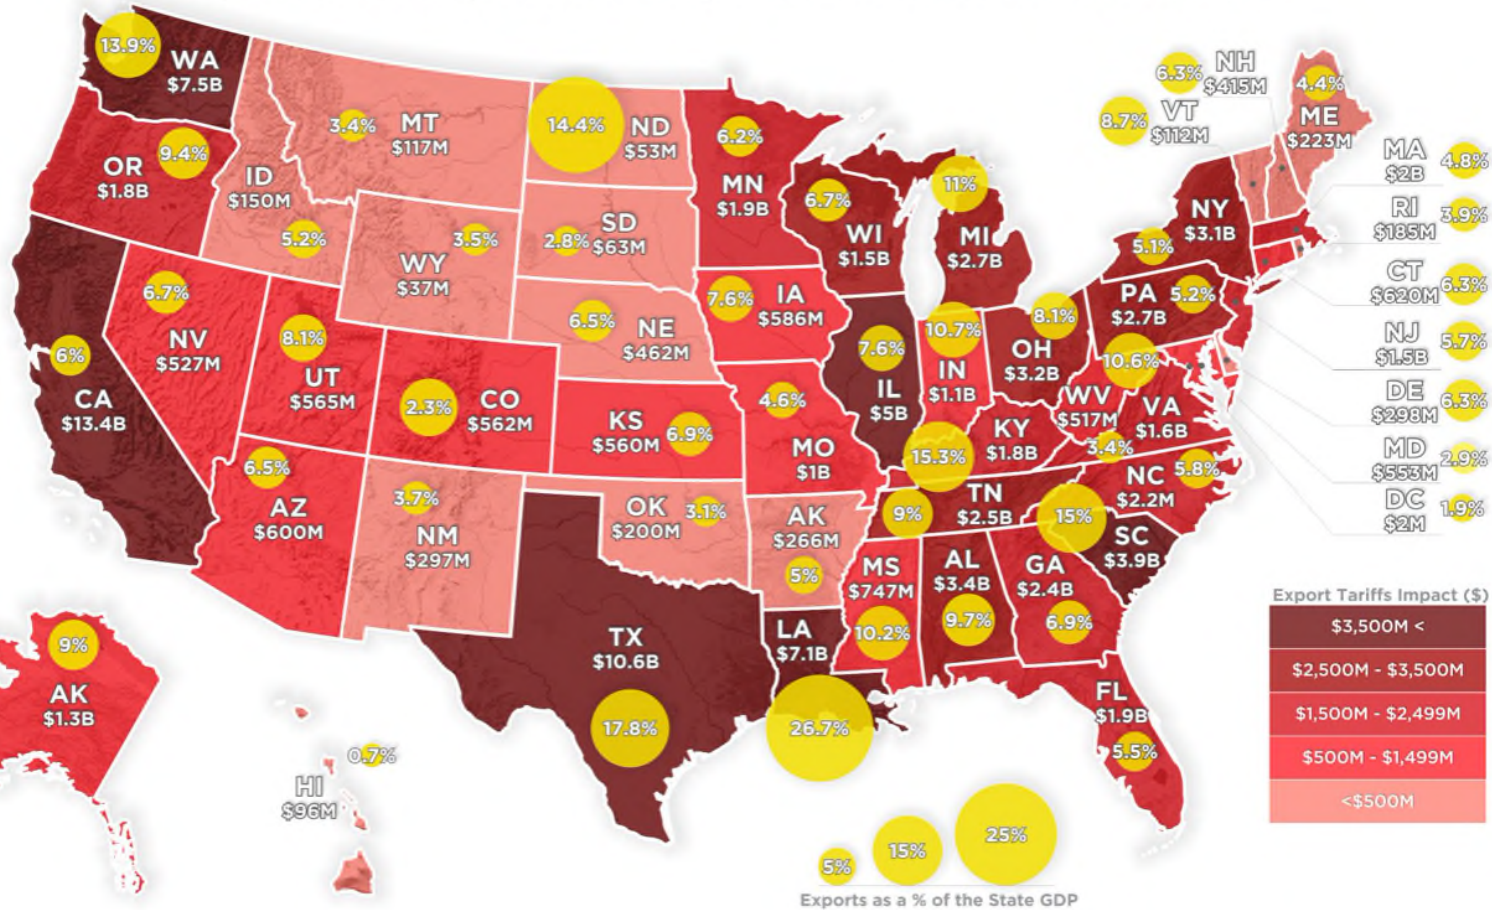 13.9%
WA
$7.5B
9.4%
OR
$1.8B
6%
CA
$13.4B
6.7%
NV
$527M
ID
$150M
5.2%
3.4%
MT
$117M
3.5%
WY
$37M
8.1%
UT
$565M
2.3%
CO
$562M
6.5%
AZ
$600M
3.7%
NM
$297M
14.4%
ND
$53M
2.8%
SD
$63M
6.5%
NE
$462M
KS
$560M
6.9%
OK
$200M
3.1%
TX
$10.6B
17.8%
6.2%
MN
$1.9B
7.6%
IA
$586M
4.6%
MO
$1B
AK
$266M
5%
LA
$7.1B
26.7%
6.7%
WI
$1.5B
7.6%
IL
$5B
11%
MI
$2.7B
10.7%
IN
$1.1B
8.1%
OH
$3.2B
15.3%
KY
$1.8B
9%
TN
$2.5B
MS
$747M
10.2%
AL
$3.4B
9.7%
GA
$2.4B
6.9%
FL
$1.9B
5.5%
15%
SC
$3.9B
NC
$2.2M
5.8%
3.4%
VA
$1.6B
10.6%
WV
$517M
PA
$2.7B
5.2%
NY
$3.1B
5.1%
6.3%
NH
$415M
8.7%
VT
$112M
4.4%
ME
$223M
MA
$2B
4.8%
RI
$185M
3.9%
CT
$620M
6.3%
NJ
$1.5B
5.7%
DE
$298M
6.3%
MD
$553M
2.9%
DC
$2M
1.9%
9%
AK
$1.3B
0.7%
HI
$96M
Export Tariffs Impact ($)
$3,500M <
$2,500M - $3,500M
$1,500M - $2,499M
$500M - $1,499M
<$500M
5%
15%
25%
Exports as a % of the State GDP